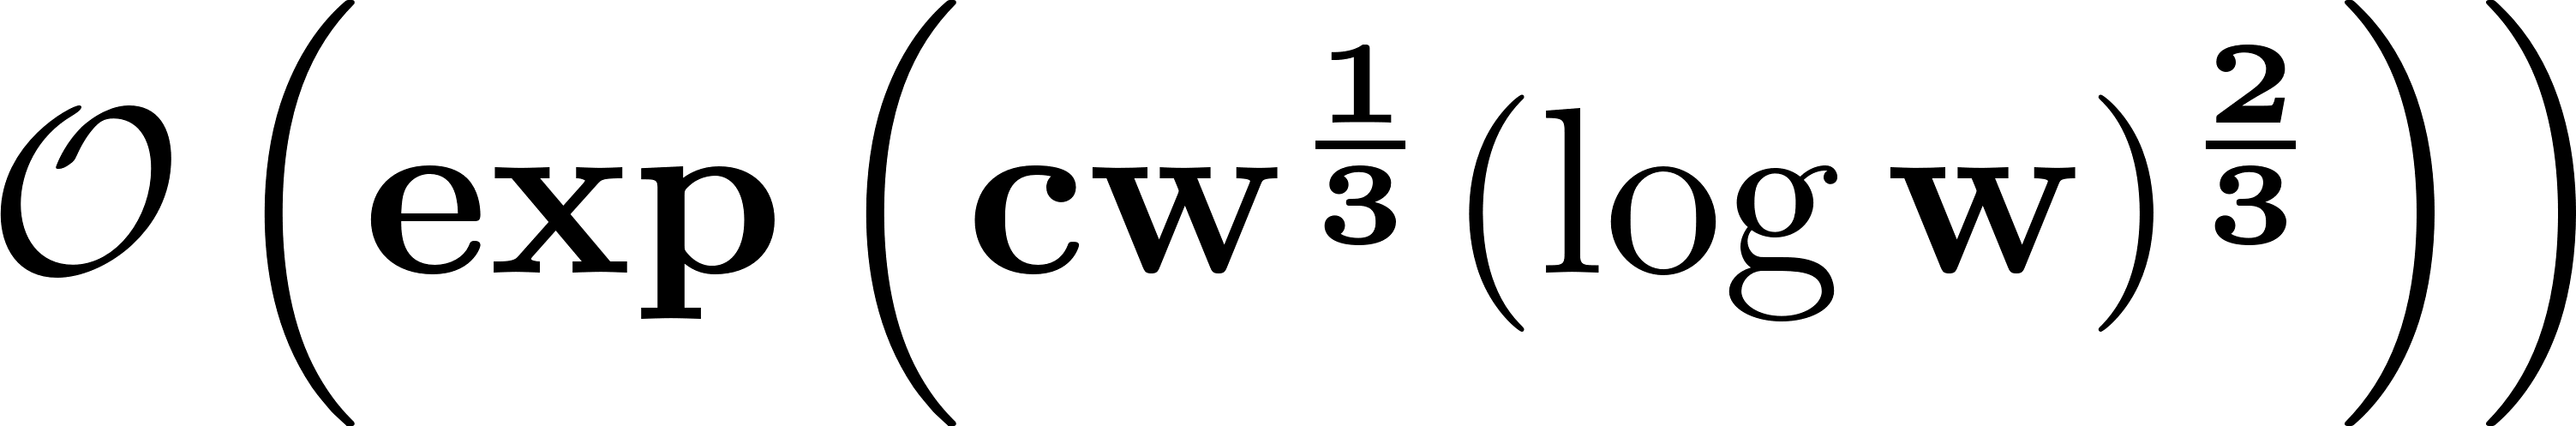 𝒪(exp(cw^{1/3}(log w)^{2/3}))